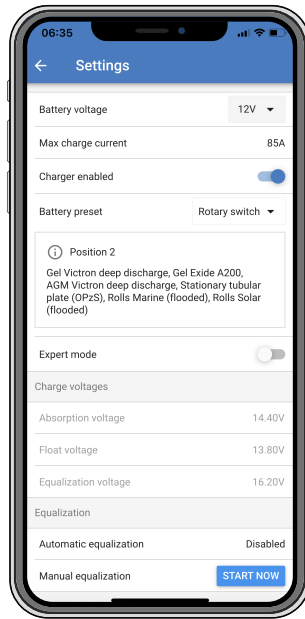 06:35
Settings
Battery voltage 12V
Max charge current 85A
Charger enabled
Battery preset Rotary switch
Position 2
Gel Victron deep discharge, Gel Exide A200,
AGM Victron deep discharge, Stationary tubular
plate (OPzS), Rolls Marine (flooded), Rolls Solar
(flooded)
Expert mode
Charge voltages
Absorption voltage 14.40V
Float voltage 13.80V
Equalization voltage 16.20V
Equalization
Automatic equalization Disabled
Manual equalization START NOW